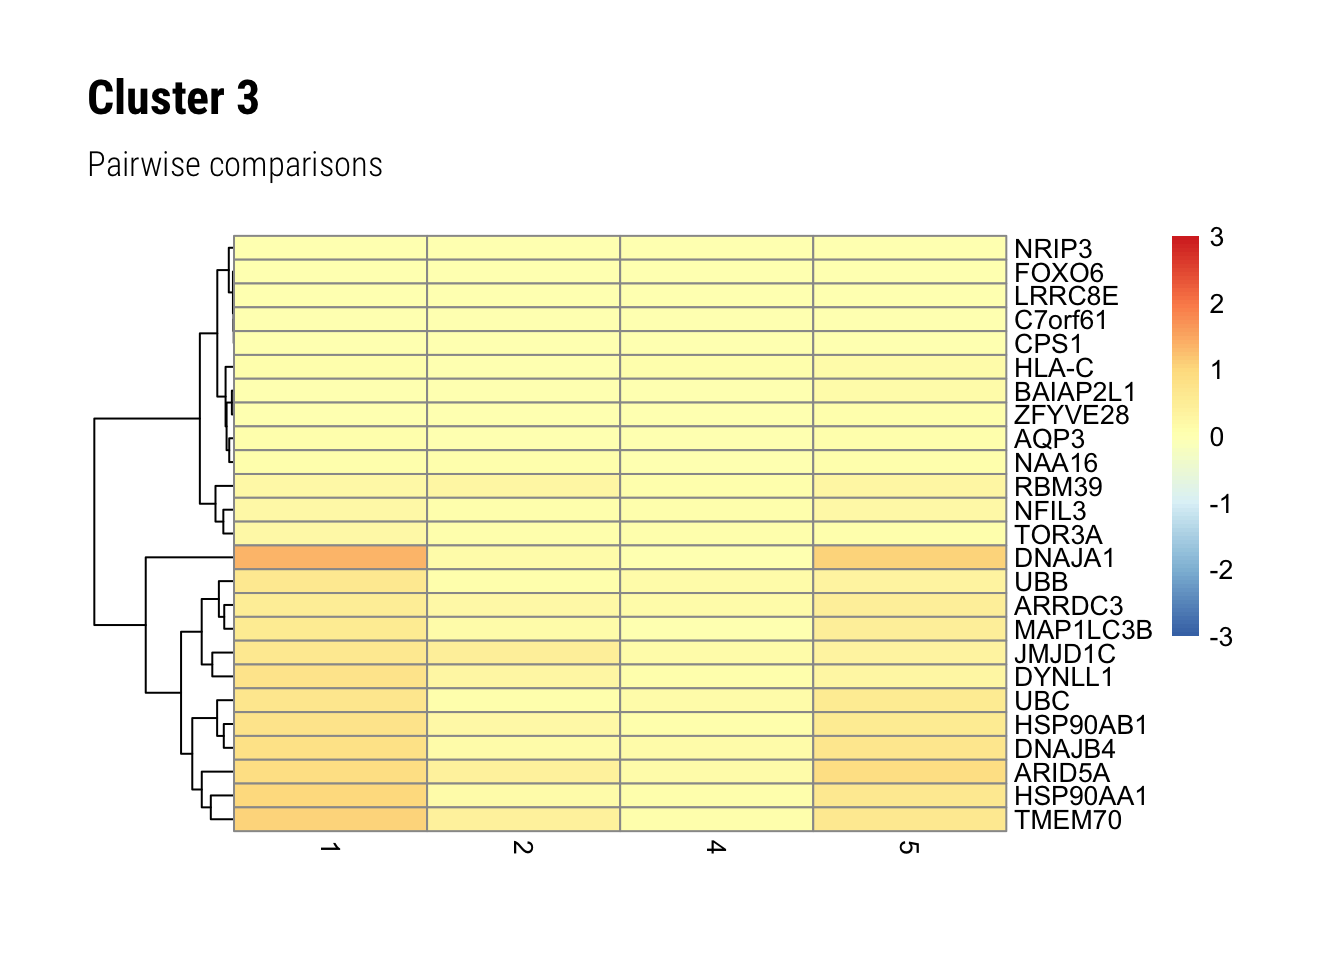 Cluster 3
Pairwise comparisons
NRIP3
FOXO6
LRRC8E
C7orf61
CPS1
HLA-C
BAIAP2L1
ZFYVE28
AQP3
NAA16
RBM39
NFIL3
TOR3A
DNAJA1
UBB
ARRDC3
MAP1LC3B
JMJD1C
DYNLL1
UBC
HSP90AB1
DNAJB4
ARID5A
HSP90AA1
TMEM70
3
2
1
0
-1
-2
-3
1
2
4
5